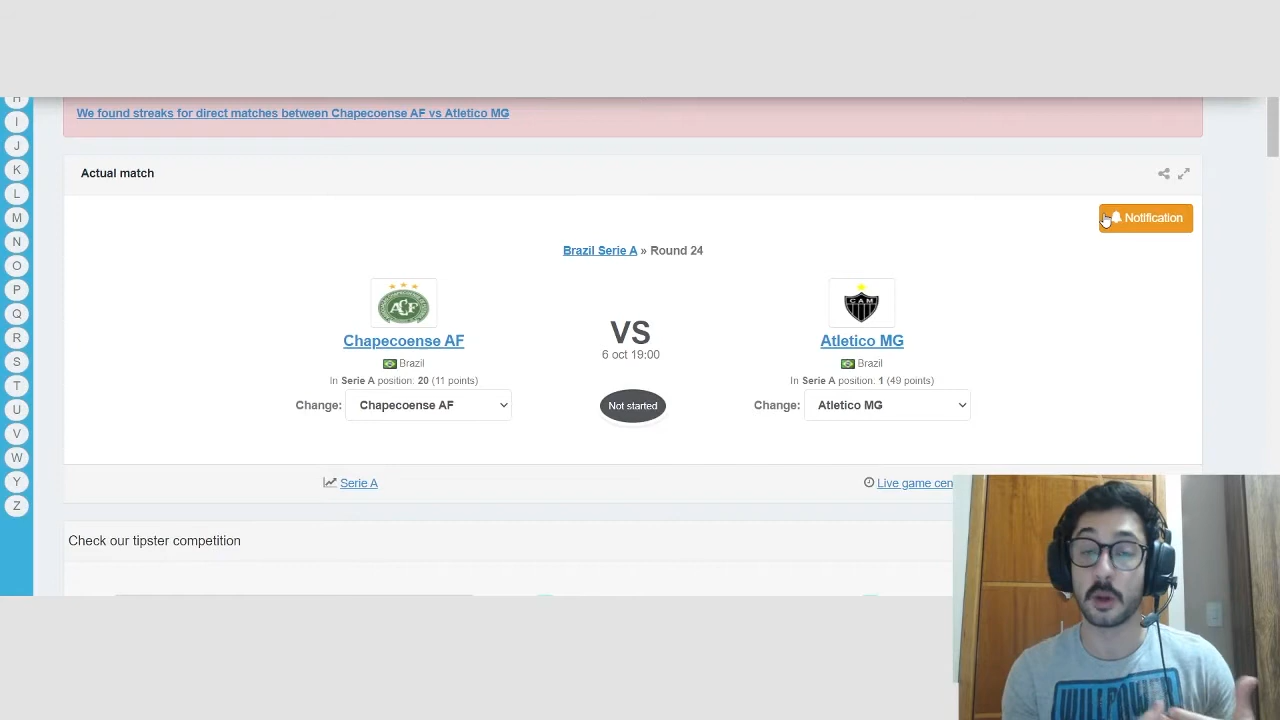 H
I
J
K
L
M
N
O
P
Q
R
S
T
U
V
W
Y
Z
We found streaks for direct matches between Chapecoense AF vs Atletico MG
Actual match
Notification
Brazil Serie A » Round 24
ACF
Chapecoense AF
Brazil
In Serie A position: 20 (11 points)
Change: Chapecoense AF
VS
6 oct 19:00
Not started
CAM
Atletico MG
Brazil
In Serie A position: 1 (49 points)
Change: Atletico MG
Serie A
Live game cen
Check our tipster competition
WILLPOWER